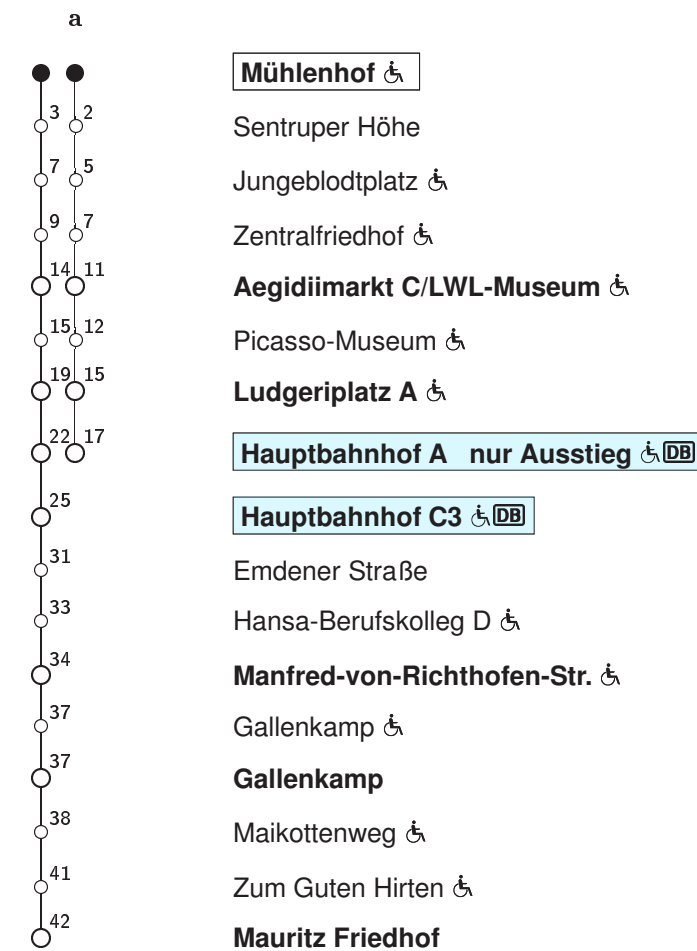 a
Mühlenhof
3 2 Sentruper Höhe
7 5 Jungeblodtplatz
9 7 Zentralfriedhof
14 11 Aegidiimarkt C/LWL-Museum
15 12 Picasso-Museum
19 15 Ludgeriplatz A
22 17 Hauptbahnhof A nur Ausstieg DB
25 Hauptbahnhof C3 DB
31 Emdener Straße
33 Hansa-Berufskolleg D
34 Manfred-von-Richthofen-Str.
37 Gallenkamp
37 Gallenkamp
38 Maikottenweg
41 Zum Guten Hirten
42 Mauritz Friedhof